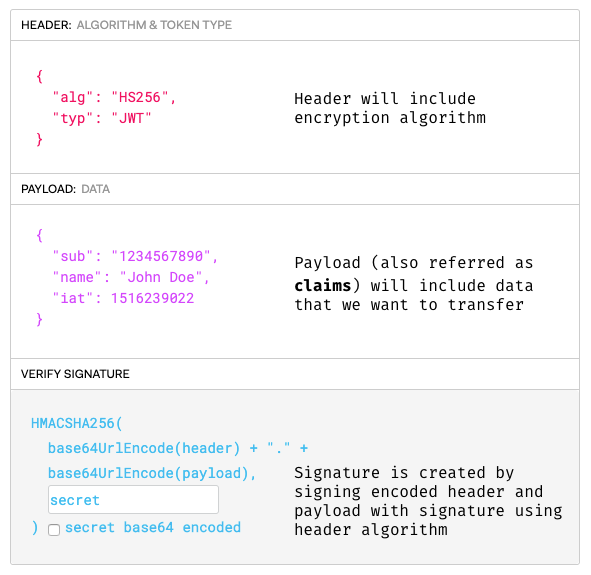 HEADER: ALGORITHM & TOKEN TYPE
{
"alg": "HS256",
"typ": "JWT"
}
Header will include
encryption algorithm
PAYLOAD: DATA
{
"sub": "1234567890",
"name": "John Doe",
"iat": 1516239022
}
Payload (also referred as
claims) will include data
that we want to transfer
VERIFY SIGNATURE
HMACSHA256(
base64UrlEncode(header) + "." +
base64UrlEncode(payload),
secret
) secret base64 encoded
Signature is created by
signing encoded header and
payload with signature using
header algorithm